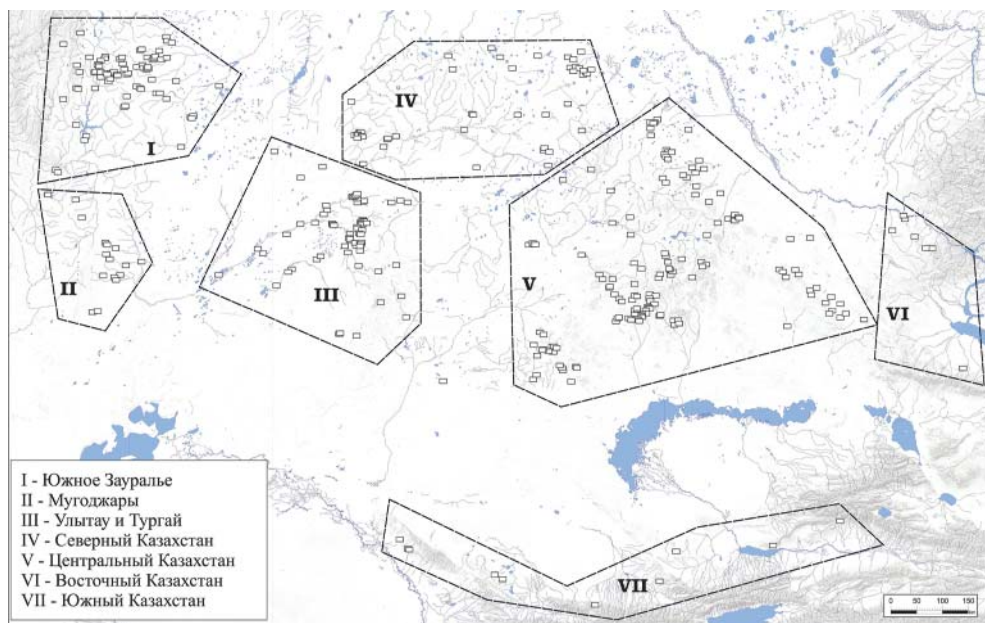 IV
I
V
II
III
VI
VII
I - Южное Зауралье
II - Мугоджары
III - Улытау и Тургай
IV - Северный Казахстан
V - Центральный Казахстан
VI - Восточный Казахстан
VII - Южный Казахстан
0 50 100 150